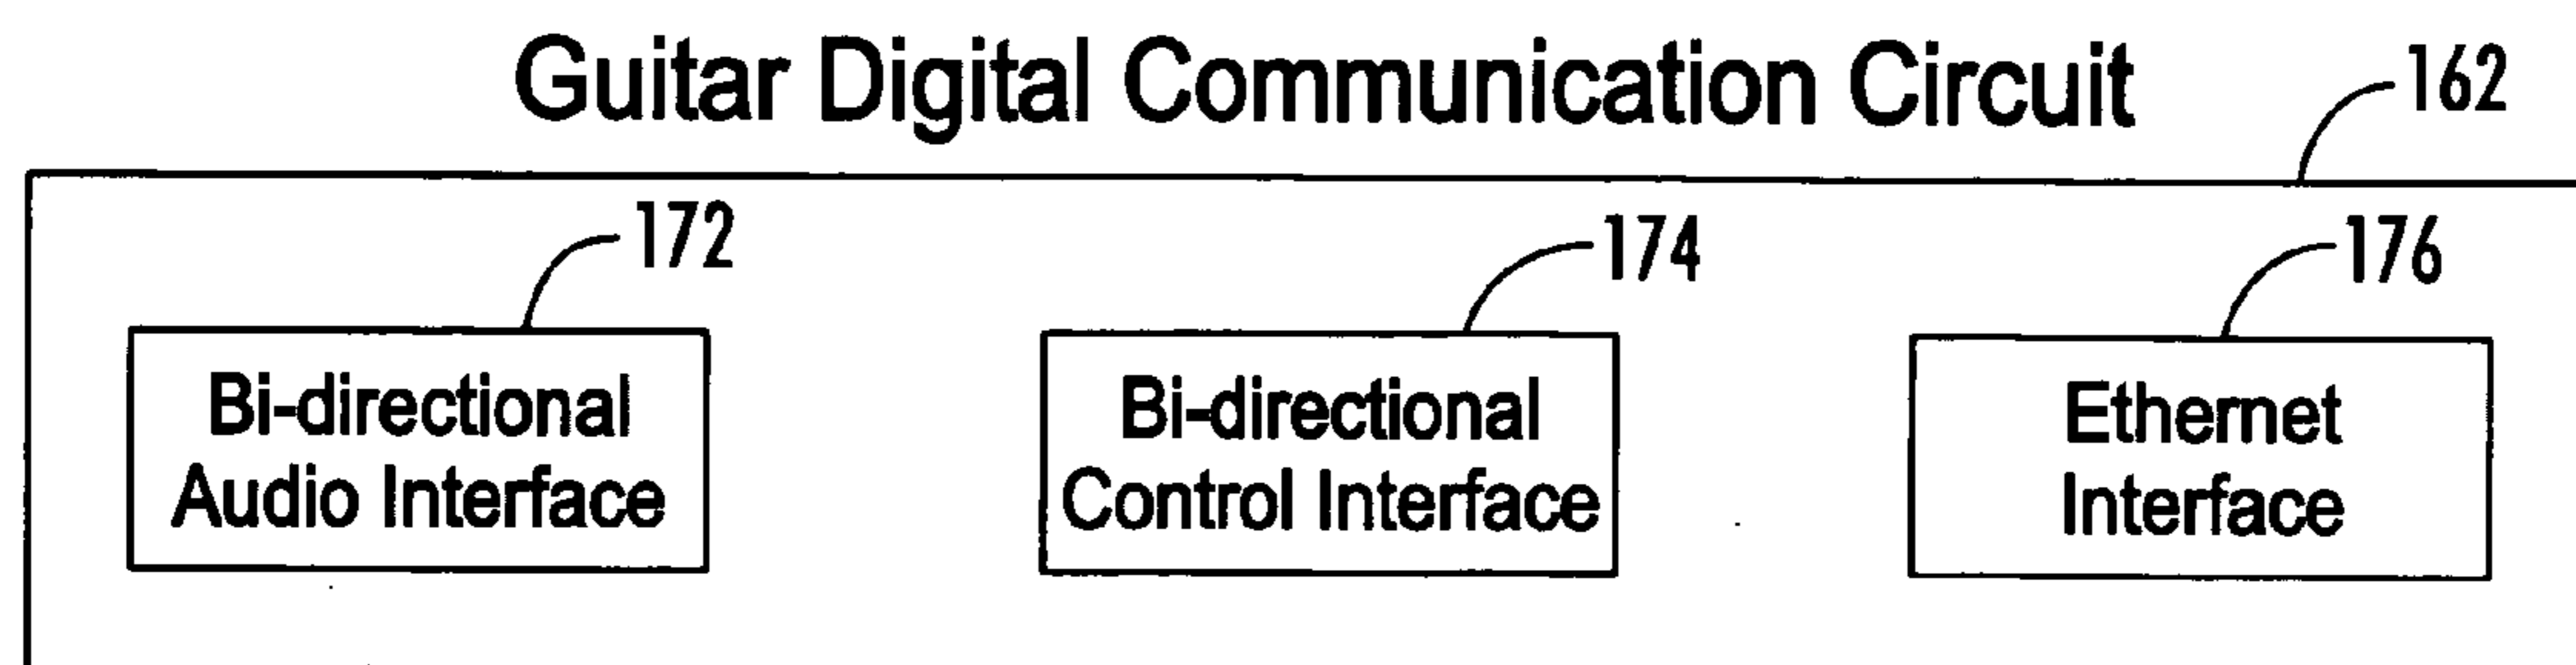 Guitar Digital Communication Circuit
162
172
174
176
Bi-directional
Audio Interface
Bi-directional
Control Interface
Ethernet
Interface